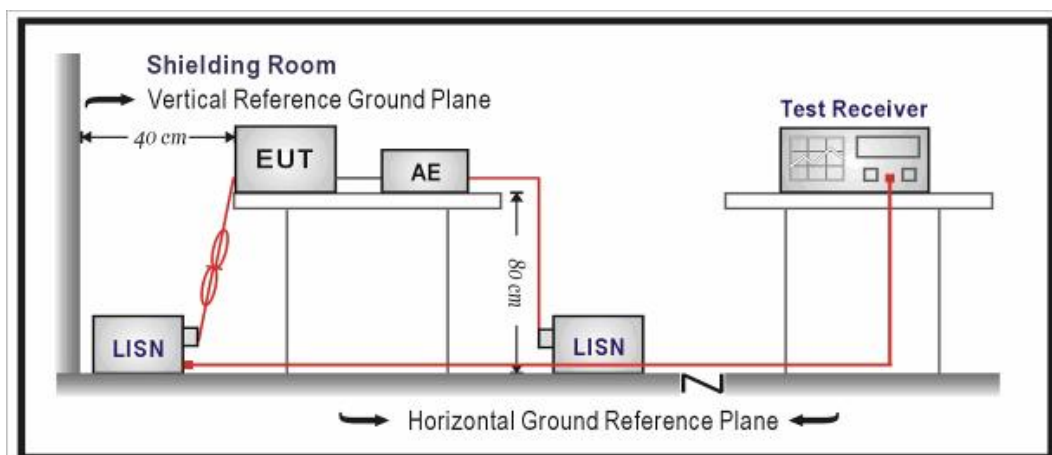 Shielding Room
Vertical Reference Ground Plane
40 cm
EUT
AE
Test Receiver
80 cm
LISN
LISN
Horizontal Ground Reference Plane